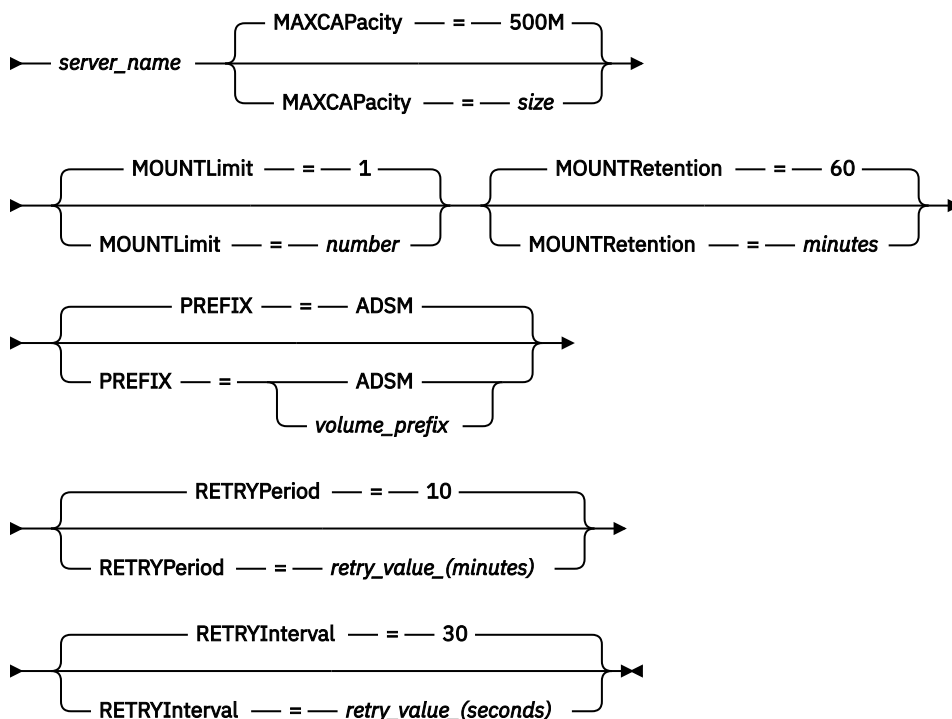 MAXCAPacity = 500M
server_name
MAXCAPacity = size
MOUNTLimit = 1
MOUNTRetention = 60
MOUNTLimit = number
MOUNTRetention = minutes
PREFIX = ADSM
PREFIX = ADSM
volume_prefix
RETRYPeriod = 10
RETRYPeriod = retry_value_(minutes)
RETRYInterval = 30
RETRYInterval = retry_value_(seconds)